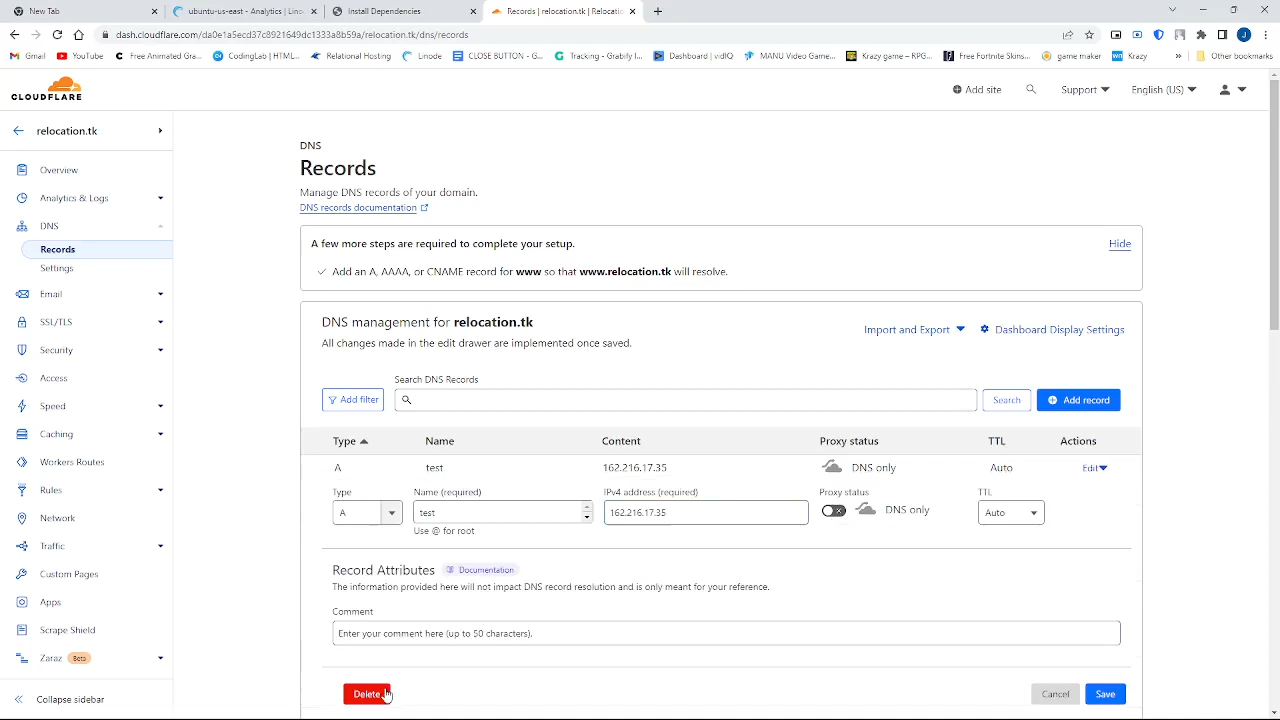 New Tab
ubuntu-us-east - Analytics | Lino
Install Dependencies
Records | relocation.tk | Relocatio
dash.cloudflare.com/da0e1a5ecd37c8921649dc1333a8b59a/relocation.tk/dns/records
Gmail
YouTube
Free Animated Gra...
CodingLab | HTML...
Relational Hosting
Linode
CLOSE BUTTON - G...
Tracking - Grabify I...
Dashboard | vidIQ
MANU Video Game...
Krazy game – RPG...
Free Fortnite Skins...
game maker
Krazy
»
Other bookmarks
CLOUDFLARE
Add site
Support
English (US)
relocation.tk
Overview
Analytics & Logs
DNS
Records
Settings
Email
SSL/TLS
Security
Access
Speed
Caching
Workers Routes
Rules
Network
Traffic
Custom Pages
Apps
Scrape Shield
Zaraz Beta
Collapse sidebar
DNS
Records
Manage DNS records of your domain.
DNS records documentation
A few more steps are required to complete your setup.
Hide
Add an A, AAAA, or CNAME record for www so that www.relocation.tk will resolve.
DNS management for relocation.tk
Import and Export
Dashboard Display Settings
All changes made in the edit drawer are implemented once saved.
Search DNS Records
Add filter
Search
Add record
Type Name Content Proxy status TTL Actions
A test 162.216.17.35 DNS only Auto Edit
Type Name (required) IPv4 address (required) Proxy status TTL
A test 162.216.17.35 DNS only Auto
Use @ for root
Record Attributes Documentation
The information provided here will not impact DNS record resolution and is only meant for your reference.
Comment
Enter your comment here (up to 50 characters).
Delete
Cancel
Save